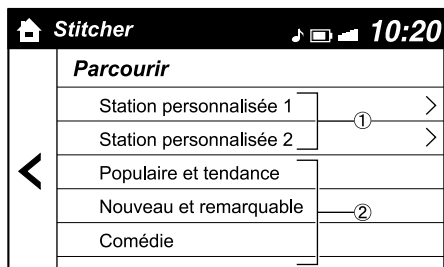 Stitcher 10:20
Parcourir
Station personnalisée 1
①
Station personnalisée 2
Populaire et tendance
Nouveau et remarquable
②
Comédie